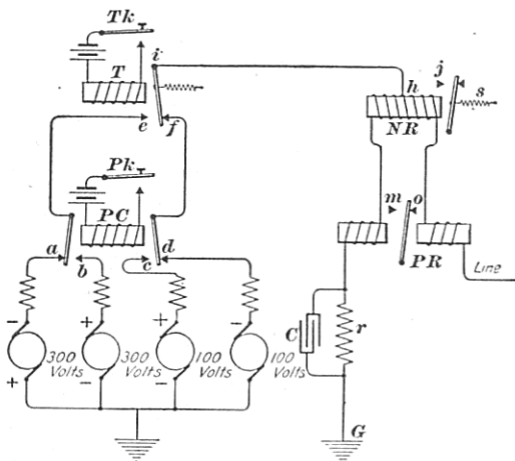 Tk
T
i
e
f
Pk
PC
a
b
c
d
h
j
s
NR
m
o
PR
Line
C
r
G
-
+
+
-
300 Volts
300 Volts
100 Volts
100 Volts
+
-
-